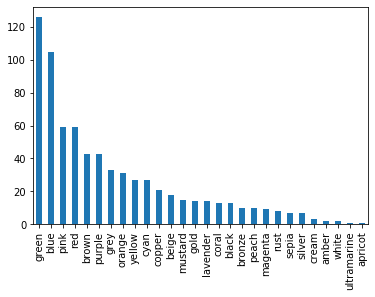 120
100
80
60
40
20
0
green
blue
pink
red
brown
purple
grey
orange
yellow
cyan
copper
beige
mustard
gold
lavender
coral
black
bronze
peach
magenta
rust
sepia
silver
cream
amber
white
ultramarine
apricot